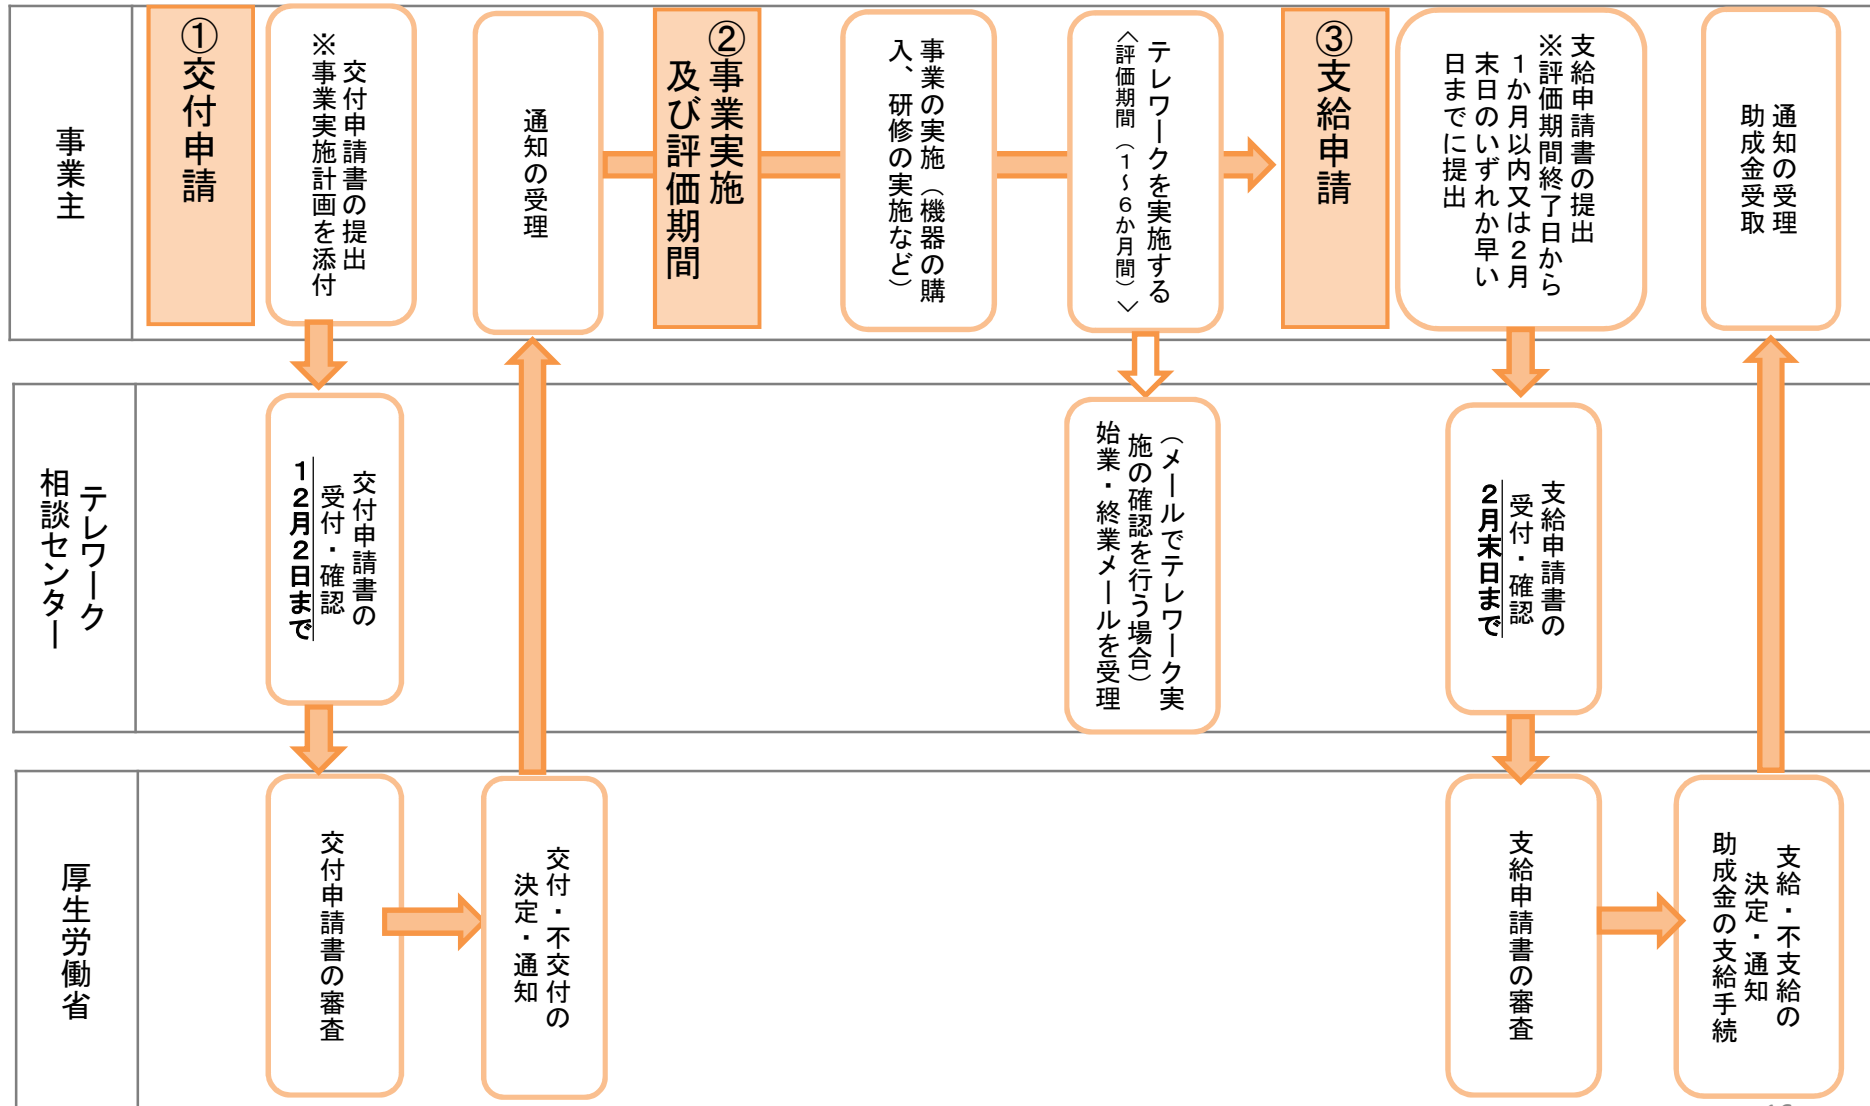 事業主
①交付申請
交付申請書の提出
※事業実施計画を添付
通知の受理
②事業実施
及び評価期間
事業の実施（機器の購
入、研修の実施など）
テレワークを実施する
〈評価期間（1～6か月間）〉
③支給申請
支給申請書の提出
※評価期間終了日から
１か月以内又は２月
末日のいずれか早い
日までに提出
通知の受理
助成金受取
テレワーク
相談センター
交付申請書の
受付・確認
１２月２日まで
（メールでテレワーク実
施の確認を行う場合）
始業・終業メールを受理
支給申請書の
受付・確認
２月末日まで
厚生労働省
交付申請書の審査
交付・不交付の
決定・通知
支給申請書の審査
支給・不支給の
決定・通知
助成金の支給手続